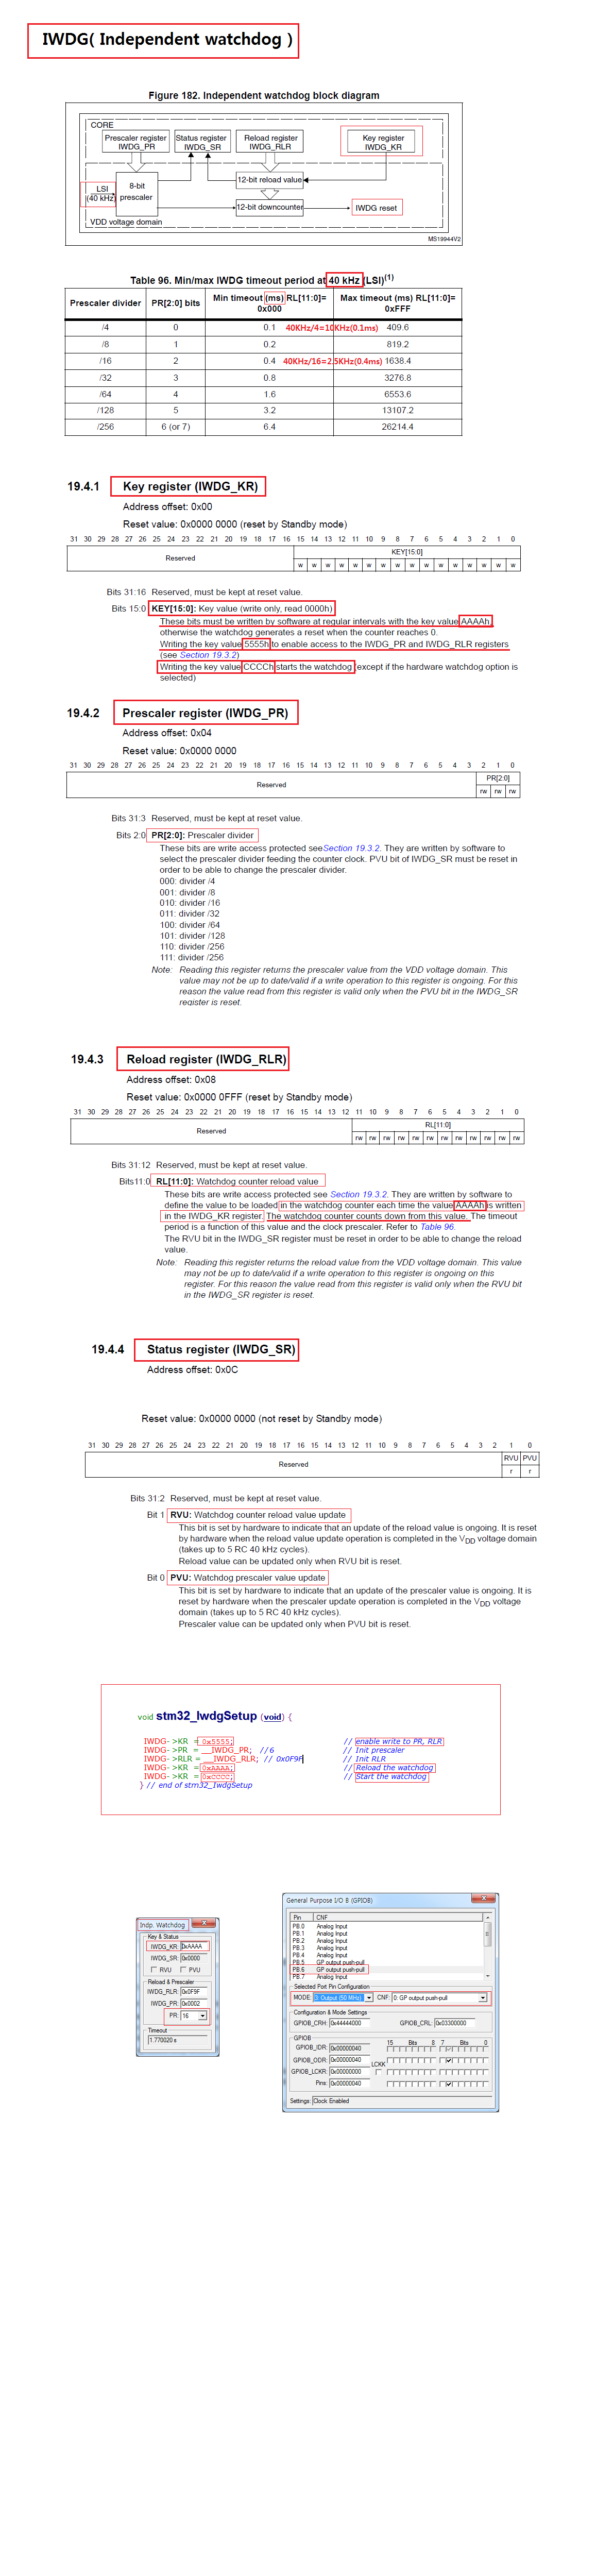 IWDG( Independent watchdog )
Figure 182. Independent watchdog block diagram
CORE
Prescaler register
IWDG_PR
Status register
IWDG_SR
Reload register
IWDG_RLR
Key register
IWDG_KR
LSI
(40 kHz)
8-bit
prescaler
12-bit reload value
12-bit downcounter
IWDG reset
VDD voltage domain
MS19944V2
Table 96. Min/max IWDG timeout period at 40 kHz (LSI)(1)
Prescaler divider PR[2:0] bits Min timeout (ms) RL[11:0]= 0x000 Max timeout (ms) RL[11:0]= 0xFFF
/4 0 0.1 40KHz/4=10KHz(0.1ms) 409.6
/8 1 0.2 819.2
/16 2 0.4 40KHz/16=2.5KHz(0.4ms) 1638.4
/32 3 0.8 3276.8
/64 4 1.6 6553.6
/128 5 3.2 13107.2
/256 6 (or 7) 6.4 26214.4
19.4.1 Key register (IWDG_KR)
Address offset: 0x00
Reset value: 0x0000 0000 (reset by Standby mode)
31 30 29 28 27 26 25 24 23 22 21 20 19 18 17 16 15 14 13 12 11 10 9 8 7 6 5 4 3 2 1 0
Reserved KEY[15:0]
w w w w w w w w w w w w w w w w
Bits 31:16 Reserved, must be kept at reset value.
Bits 15:0 KEY[15:0]: Key value (write only, read 0000h)
These bits must be written by software at regular intervals with the key value AAAAh,
otherwise the watchdog generates a reset when the counter reaches 0.
Writing the key value 5555h to enable access to the IWDG_PR and IWDG_RLR registers
(see Section 19.3.2)
Writing the key value CCCCh starts the watchdog (except if the hardware watchdog option is
selected)
19.4.2 Prescaler register (IWDG_PR)
Address offset: 0x04
Reset value: 0x0000 0000
31 30 29 28 27 26 25 24 23 22 21 20 19 18 17 16 15 14 13 12 11 10 9 8 7 6 5 4 3 2 1 0
Reserved PR[2:0]
rw rw rw
Bits 31:3 Reserved, must be kept at reset value.
Bits 2:0 PR[2:0]: Prescaler divider
These bits are write access protected seeSection 19.3.2. They are written by software to
select the prescaler divider feeding the counter clock. PVU bit of IWDG_SR must be reset in
order to be able to change the prescaler divider.
000: divider /4
001: divider /8
010: divider /16
011: divider /32
100: divider /64
101: divider /128
110: divider /256
111: divider /256
Note: Reading this register returns the prescaler value from the VDD voltage domain. This
value may not be up to date/valid if a write operation to this register is ongoing. For this
reason the value read from this register is valid only when the PVU bit in the IWDG_SR
register is reset.
19.4.3 Reload register (IWDG_RLR)
Address offset: 0x08
Reset value: 0x0000 0FFF (reset by Standby mode)
31 30 29 28 27 26 25 24 23 22 21 20 19 18 17 16 15 14 13 12 11 10 9 8 7 6 5 4 3 2 1 0
Reserved RL[11:0]
rw rw rw rw rw rw rw rw rw rw rw rw
Bits 31:12 Reserved, must be kept at reset value.
Bits11:0 RL[11:0]: Watchdog counter reload value
These bits are write access protected see Section 19.3.2. They are written by software to
define the value to be loaded in the watchdog counter each time the value AAAAh is written
in the IWDG_KR register. The watchdog counter counts down from this value. The timeout
period is a function of this value and the clock prescaler. Refer to Table 96.
The RVU bit in the IWDG_SR register must be reset in order to be able to change the reload
value.
Note: Reading this register returns the reload value from the VDD voltage domain. This value
may not be up to date/valid if a write operation to this register is ongoing on this
register. For this reason the value read from this register is valid only when the RVU bit
in the IWDG_SR register is reset.
19.4.4 Status register (IWDG_SR)
Address offset: 0x0C
Reset value: 0x0000 0000 (not reset by Standby mode)
31 30 29 28 27 26 25 24 23 22 21 20 19 18 17 16 15 14 13 12 11 10 9 8 7 6 5 4 3 2 1 0
Reserved RVU PVU
r r
Bits 31:2 Reserved, must be kept at reset value.
Bit 1 RVU: Watchdog counter reload value update
This bit is set by hardware to indicate that an update of the reload value is ongoing. It is reset
by hardware when the reload value update operation is completed in the VDD voltage domain
(takes up to 5 RC 40 kHz cycles).
Reload value can be updated only when RVU bit is reset.
Bit 0 PVU: Watchdog prescaler value update
This bit is set by hardware to indicate that an update of the prescaler value is ongoing. It is
reset by hardware when the prescaler update operation is completed in the VDD voltage
domain (takes up to 5 RC 40 kHz cycles).
Prescaler value can be updated only when PVU bit is reset.
void stm32_IwdgSetup (void) {
IWDG->KR = 0x5555; // enable write to PR, RLR
IWDG->PR = __IWDG_PR; //6 // Init prescaler
IWDG->RLR = __IWDG_RLR; // 0x0F9F // Init RLR
IWDG->KR = 0xAAAA; // Reload the watchdog
IWDG->KR = 0xCCCC; // Start the watchdog
} // end of stm32_IwdgSetup
Indp. Watchdog
Key & Status
IWDG_KR: 0xAAAA
IWDG_SR: 0x0000
RVU PVU
Reload & Prescaler
IWDG_RLR: 0x0F9F
IWDG_PR: 0x0002
PR: 16
Timeout
1.770020 s
General Purpose I/O B (GPIOB)
Pin CNF
PB.0 Analog Input
PB.1 Analog Input
PB.2 Analog Input
PB.3 Analog Input
PB.4 Analog Input
PB.5 GP output push-pull
PB.6 GP output push-pull
PB.7 Analog Input
Selected Port Pin Configuration
MODE: 3: Output (50 MHz) CNF: 0: GP output push-pull
Configuration & Mode Settings
GPIOB_CRH: 0x44444000 GPIOB_CRL: 0x03300000
GPIOB
15 Bits 8 7 Bits 0
GPIOB_IDR: 0x00000040
GPIOB_ODR: 0x00000040
LCKK
GPIOB_LCKR: 0x00000000
Pins: 0x00000040
Settings: Clock Enabled